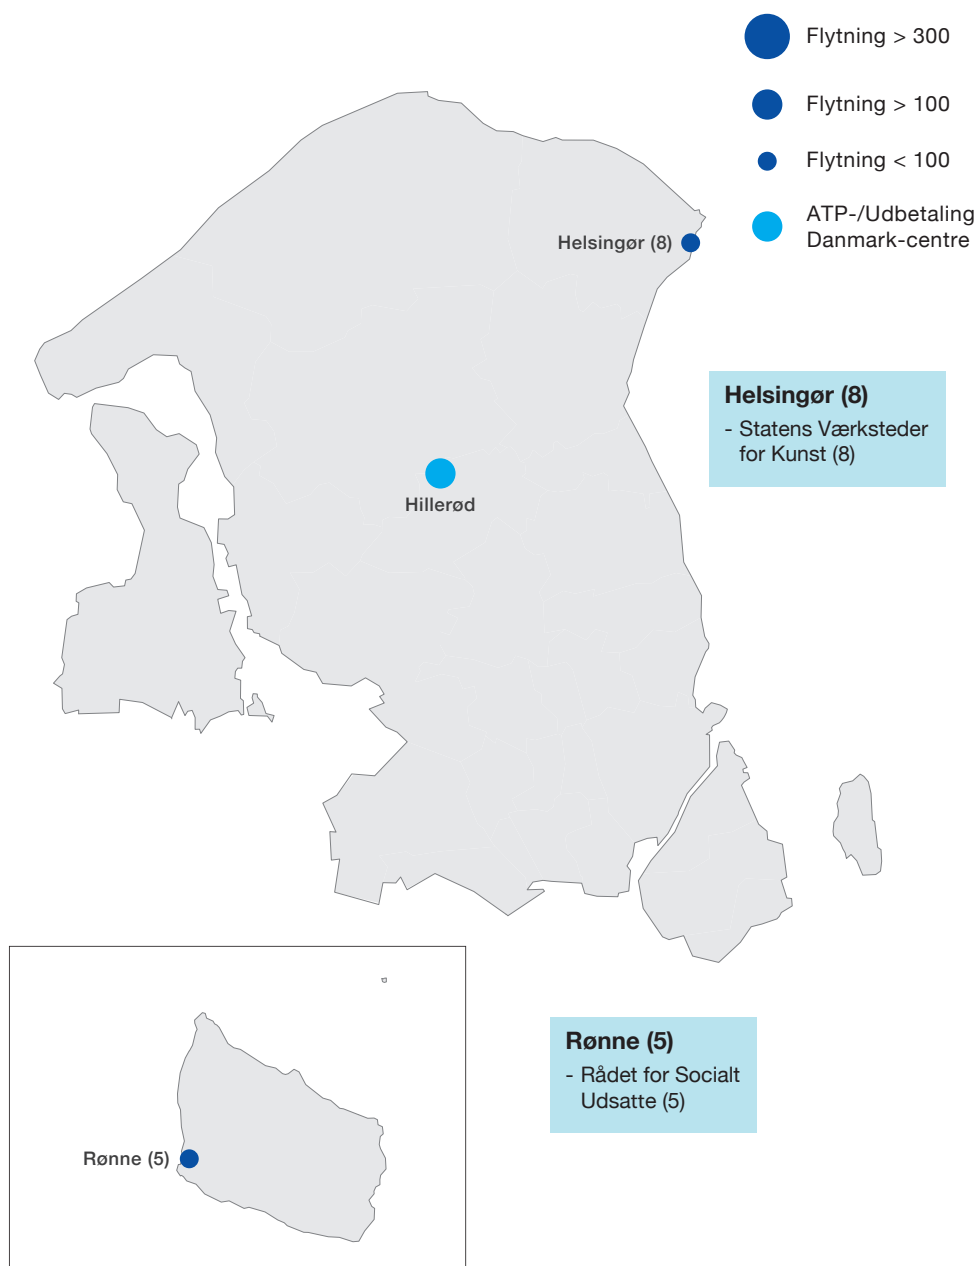 Flytning > 300
Flytning > 100
Flytning < 100
ATP-/Udbetaling
Danmark-centre
Helsingør (8)
Helsingør (8)
- Statens Værksteder
for Kunst (8)
Hillerød
Rønne (5)
- Rådet for Socialt
Udsatte (5)
Rønne (5)